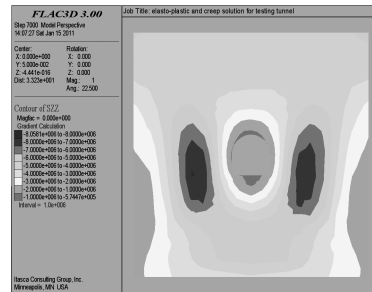 FLAC3D 3.00
Step 7000 Model Perspective
14:07:27 Sat Jan 15 2011
Center:
X: 0.000e+000
Y: 5.000e-002
Z: -4.441e-016
Dist: 3.323e+001
Rotation:
X: 0.000
Y: 0.000
Z: 0.000
Mag.: 1
Ang.: 22.500
Contour of SZZ
Magfac = 0.000e+000
Gradient Calculation
-8.0581e+006 to -8.0000e+006
-8.0000e+006 to -7.0000e+006
-7.0000e+006 to -6.0000e+006
-6.0000e+006 to -5.0000e+006
-5.0000e+006 to -4.0000e+006
-4.0000e+006 to -3.0000e+006
-3.0000e+006 to -2.0000e+006
-2.0000e+006 to -1.0000e+006
-1.0000e+006 to -5.7447e+005
Interval = 1.0e+006
Itasca Consulting Group, Inc.
Minneapolis, MN USA
Job Title: elasto-plastic and creep solution for testing tunnel